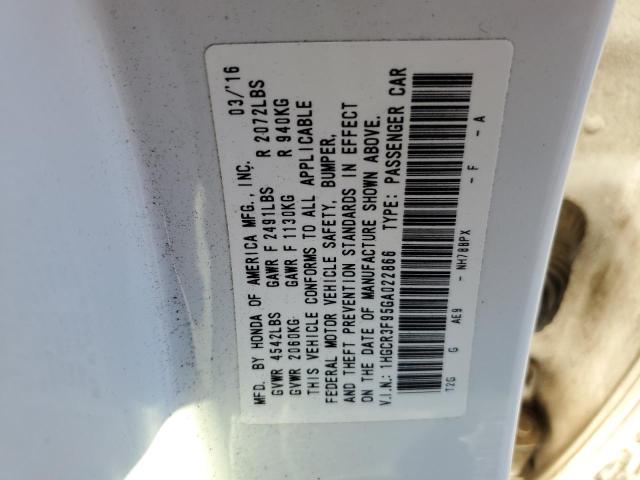 MFD. BY HONDA OF AMERICA MFG., INC. 03/'16
GVWR 4542LBS GAWR F 2491LBS R 2072LBS
GVWR 2060KG GAWR F 1130KG R 940KG
THIS VEHICLE CONFORMS TO ALL APPLICABLE
FEDERAL MOTOR VEHICLE SAFETY, BUMPER,
AND THEFT PREVENTION STANDARDS IN EFFECT
ON THE DATE OF MANUFACTURE SHOWN ABOVE.
V.I.N.: 1HGCR3F95GA022866 TYPE: PASSENGER CAR
T2G G AE9 - NH788PX - F - A